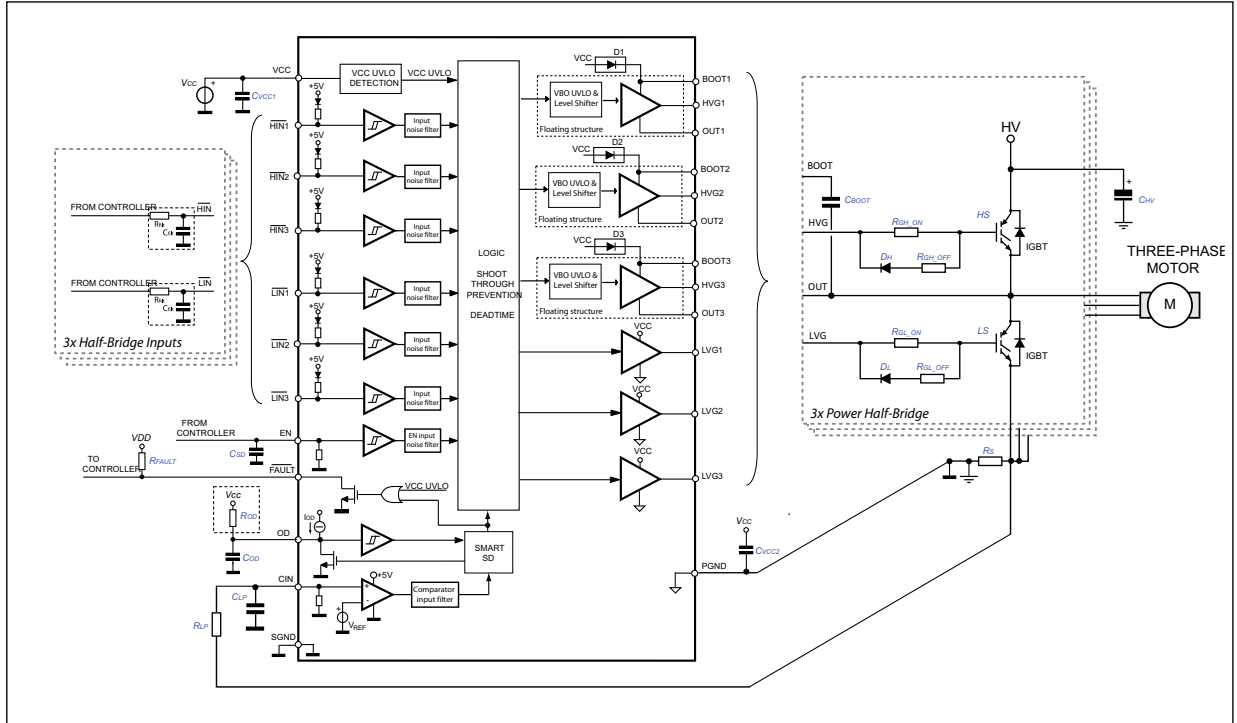 VCC
VCC UVLO
DETECTION
VCC UVLO
VCC
+
CVCC1
+5V
HIN1
Input
noise filter
+5V
HIN2
Input
noise filter
+5V
HIN3
Input
noise filter
+5V
LIN1
Input
noise filter
+5V
LIN2
Input
noise filter
+5V
LIN3
Input
noise filter
FROM CONTROLLER
HIN
FROM CONTROLLER
LIN
3x Half-Bridge Inputs
FROM
CONTROLLER
EN
EN input
noise filter
CSD
VDD
TO
CONTROLLER
RFAULT
FAULT
VCC UVLO
Vcc
ROD
IOD
OD
COD
SMART
SD
CIN
+5V
+
-
Comparator
input filter
+
VREF
CLP
RLP
SGND
LOGIC
SHOOT
THROUGH
PREVENTION
DEADTIME
D1
VCC
BOOT1
VBO UVLO &
Level Shifter
HVG1
Floating structure
OUT1
D2
VCC
BOOT2
VBO UVLO &
Level Shifter
HVG2
Floating structure
OUT2
D3
VCC
BOOT3
VBO UVLO &
Level Shifter
HVG3
Floating structure
OUT3
VCC
LVG1
VCC
LVG2
VCC
LVG3
PGND
VCC
CVCC2
HV
BOOT
CBOOT
+
CHV
HVG
RGH_ON
HS
IGBT
DH
RGH_OFF
OUT
THREE-PHASE
MOTOR
M
LVG
RGL_ON
LS
IGBT
DL
RGL_OFF
3x Power Half-Bridge
RS